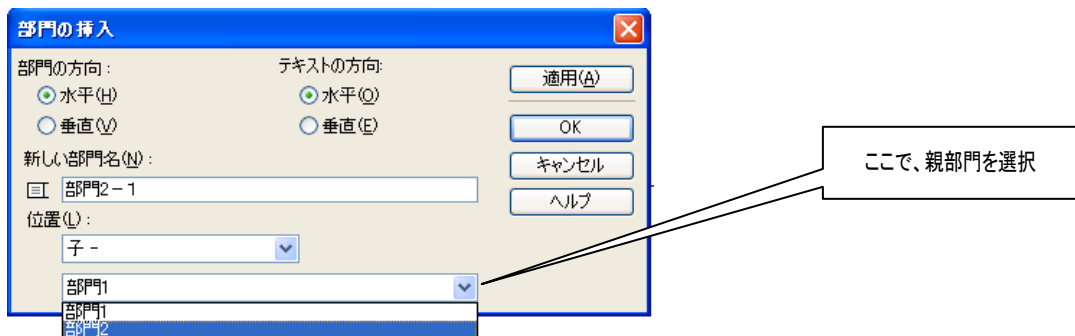 部門の挿入
部門の方向：
テキストの方向:
水平(H)
水平(O)
垂直(V)
垂直(E)
適用(A)
OK
キャンセル
ヘルプ
新しい部門名(N)：
部門2－1
位置(L)：
子－
部門1
部門1
部門2
ここで、親部門を選択